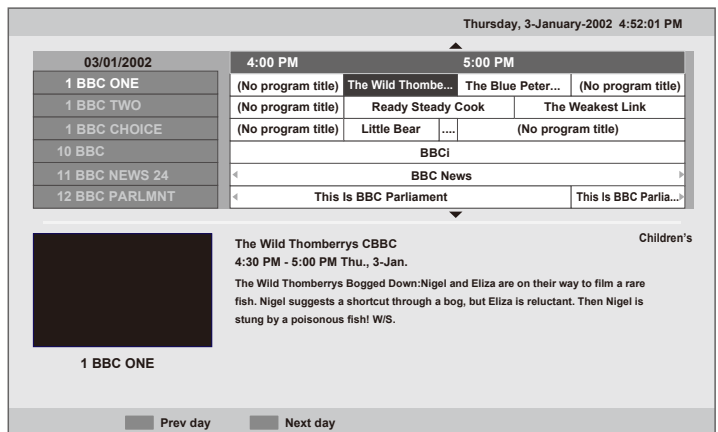 Thursday, 3-January-2002 4:52:01 PM
03/01/2002 4:00 PM 5:00 PM
1 BBC ONE (No program title) The Wild Thombe... The Blue Peter... (No program title)
1 BBC TWO (No program title) Ready Steady Cook The Weakest Link
1 BBC CHOICE (No program title) Little Bear .... (No program title)
10 BBC BBCi
11 BBC NEWS 24 BBC News
12 BBC PARLMNT This Is BBC Parliament This Is BBC Parlia...
The Wild Thomberrys CBBC Children's
4:30 PM - 5:00 PM Thu., 3-Jan.
The Wild Thomberrys Bogged Down:Nigel and Eliza are on their way to film a rare
fish. Nigel suggests a shortcut through a bog, but Eliza is reluctant. Then Nigel is
stung by a poisonous fish! W/S.
1 BBC ONE
Prev day Next day